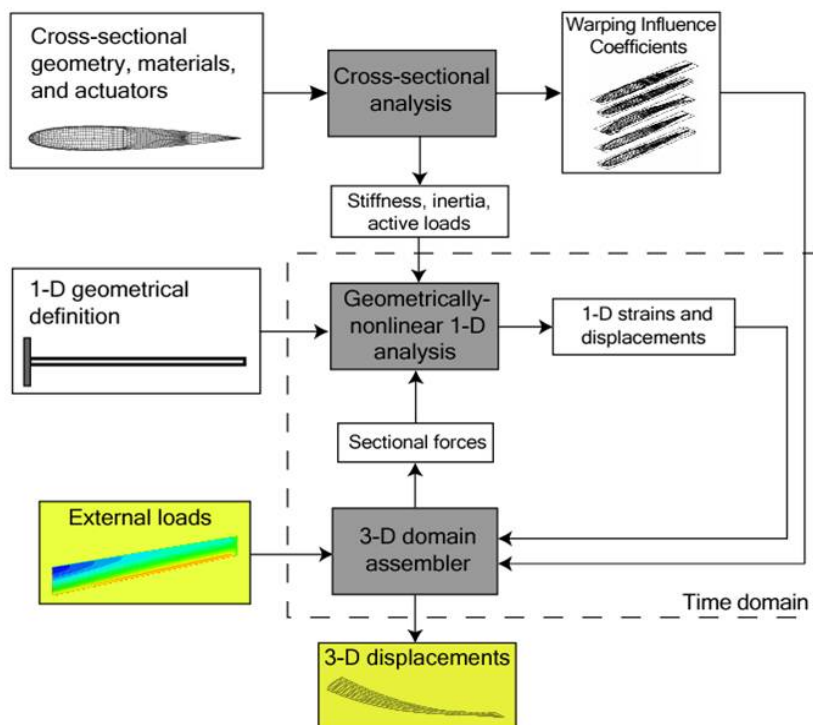 Cross-sectional
geometry, materials,
and actuators
Cross-sectional
analysis
Warping Influence
Coefficients
Stiffness, inertia,
active loads
1-D geometrical
definition
Geometrically-
nonlinear 1-D
analysis
1-D strains and
displacements
Sectional forces
External loads
3-D domain
assembler
Time domain
3-D displacements